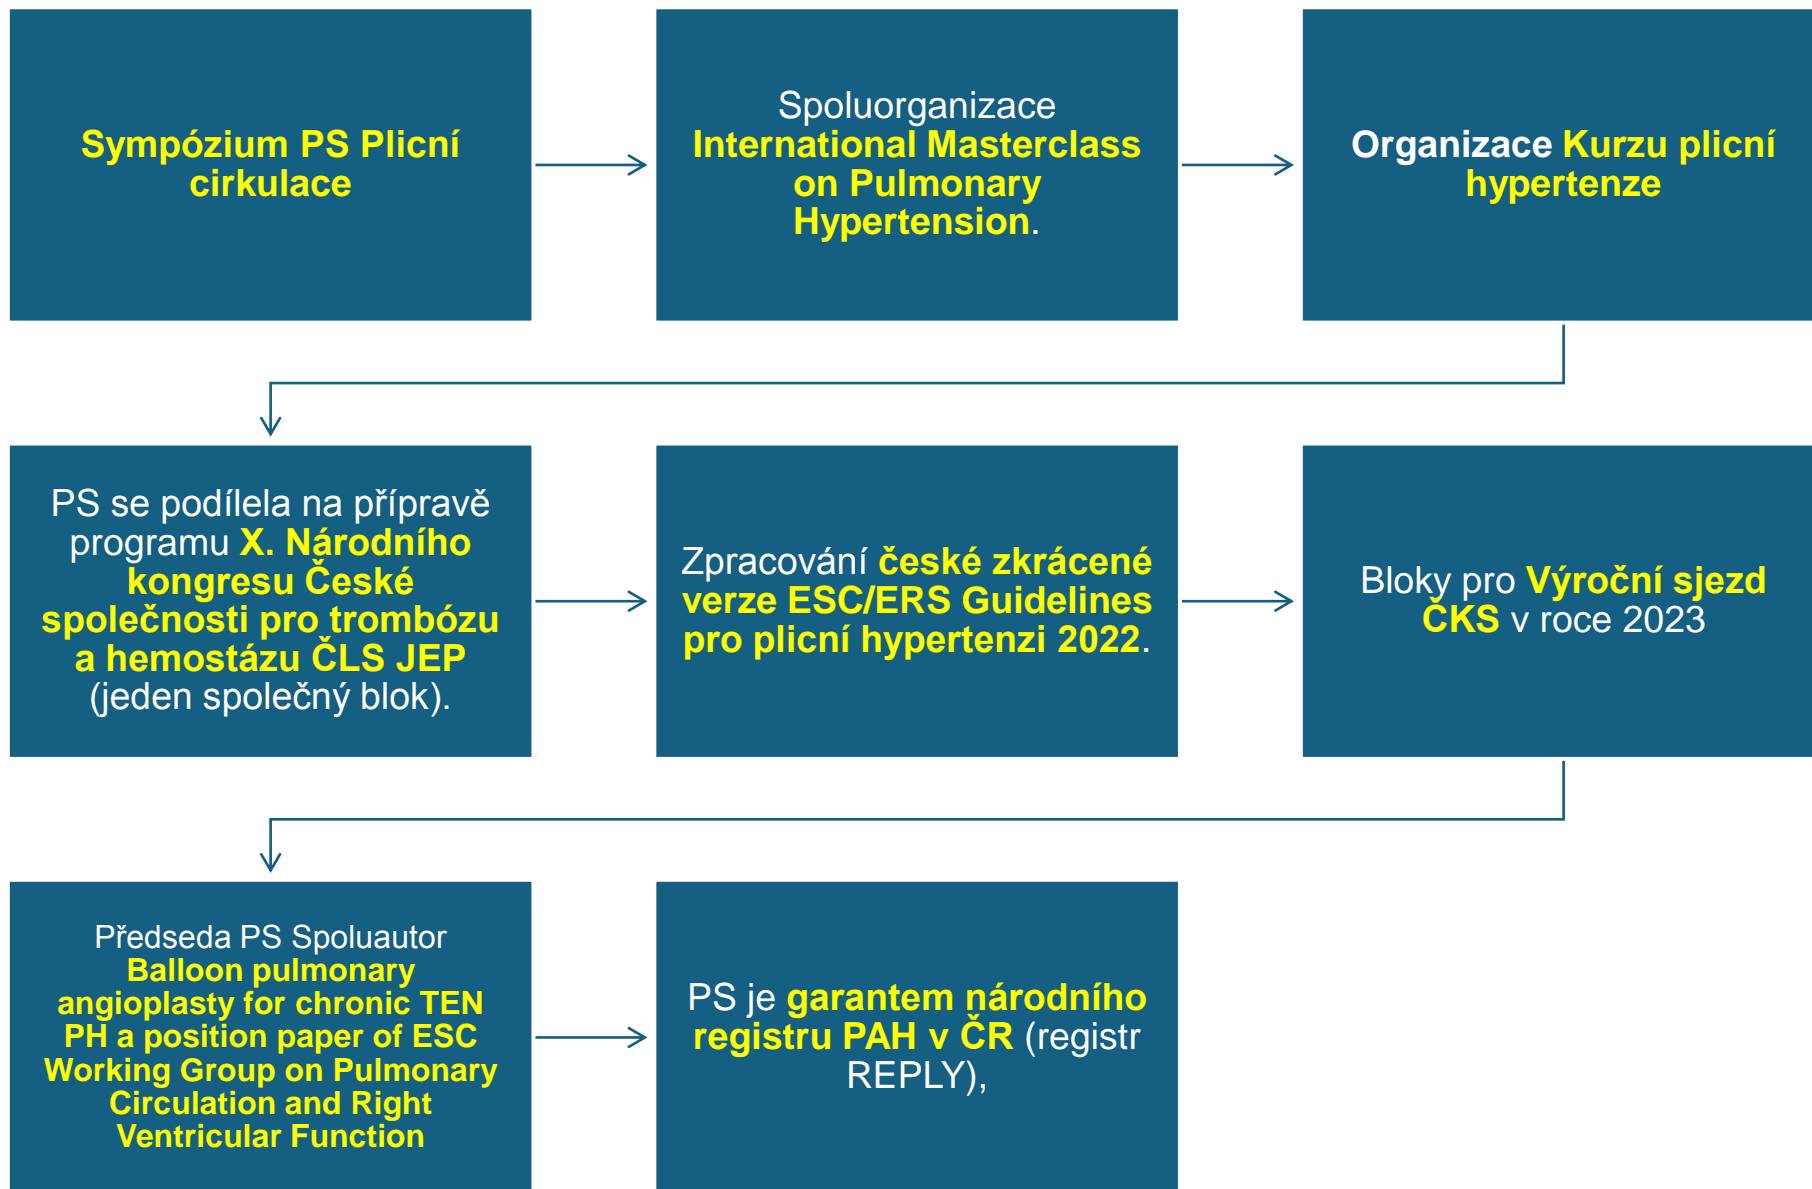 Sympózium PS Plicní
cirkulace
Spoluorganizace
International Masterclass
on Pulmonary
Hypertension.
Organizace Kurzu plicní
hypertenze
PS se podílela na přípravě
programu X. Národního
kongresu České
společnosti pro trombózu
a hemostázu ČLS JEP
(jeden společný blok).
Zpracování české zkrácené
verze ESC/ERS Guidelines
pro plicní hypertenzi 2022.
Bloky pro Výroční sjezd
ČKS v roce 2023
Předseda PS Spoluautor
Balloon pulmonary
angioplasty for chronic TEN
PH a position paper of ESC
Working Group on Pulmonary
Circulation and Right
Ventricular Function
PS je garantem národního
registru PAH v ČR (registr
REPLY),